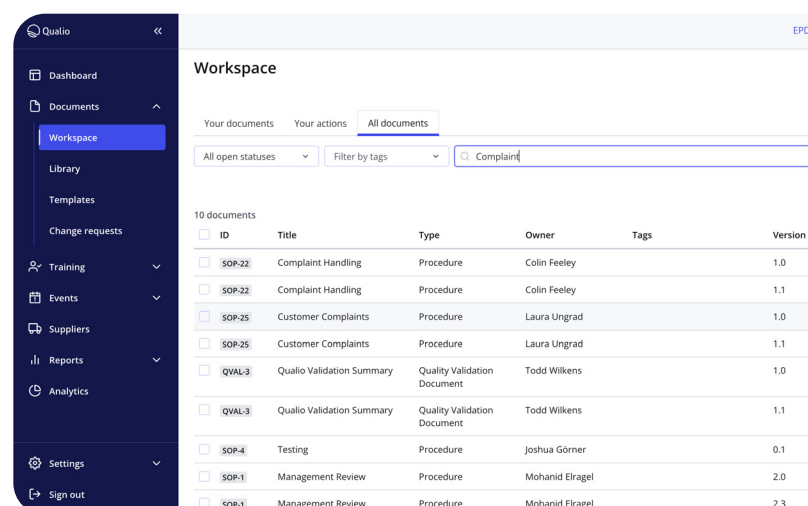 Qualio
EPD
Dashboard
Documents
Workspace
Library
Templates
Change requests
Training
Events
Suppliers
Reports
Analytics
Settings
Sign out
Workspace
Your documents Your actions All documents
All open statuses Filter by tags Complaint
10 documents
ID Title Type Owner Tags Version
SOP-22 Complaint Handling Procedure Colin Feeley 1.0
SOP-22 Complaint Handling Procedure Colin Feeley 1.1
SOP-25 Customer Complaints Procedure Laura Ungrad 1.0
SOP-25 Customer Complaints Procedure Laura Ungrad 1.1
QVAL-3 Qualio Validation Summary Quality Validation Todd Wilkens 1.0
Document
QVAL-3 Qualio Validation Summary Quality Validation Todd Wilkens 1.1
Document
SOP-4 Testing Procedure Joshua Görner 0.1
SOP-1 Management Review Procedure Mohanid Elragel 2.0
SOP-1 Management Review Procedure Mohanid Elragel 2.3